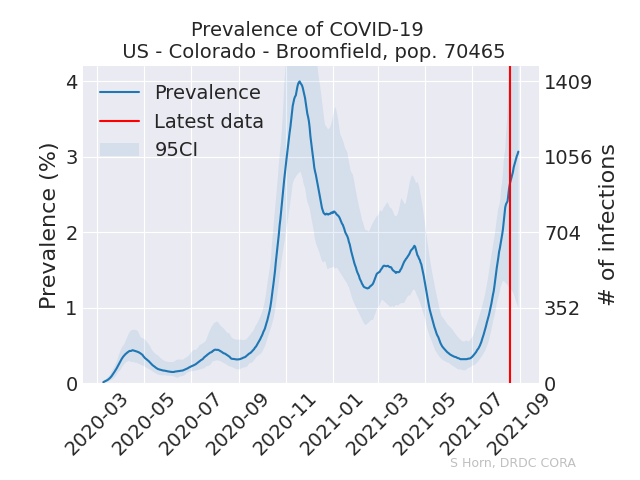 Prevalence of COVID-19
US - Colorado - Broomfield, pop. 70465
Prevalence
Latest data
95CI
Prevalence (%)
4
3
2
1
0
1409
1056
704
352
0
# of infections
2020-03
2020-05
2020-07
2020-09
2020-11
2021-01
2021-03
2021-05
2021-07
2021-09
S Horn, DRDC CORA